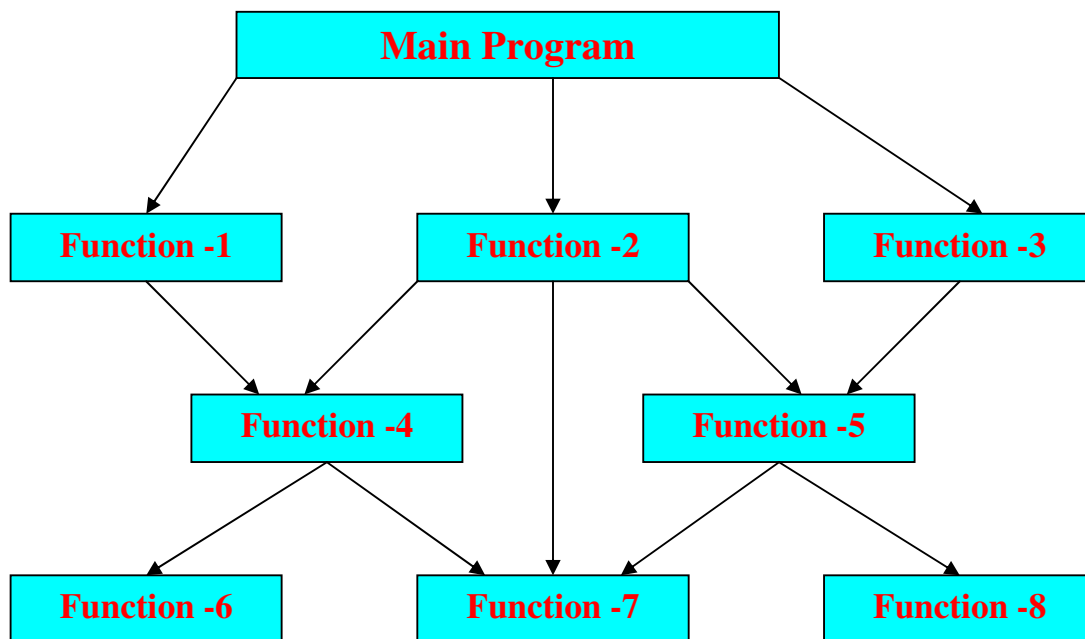 Main Program
Function -1
Function -2
Function -3
Function -4
Function -5
Function -6
Function -7
Function -8